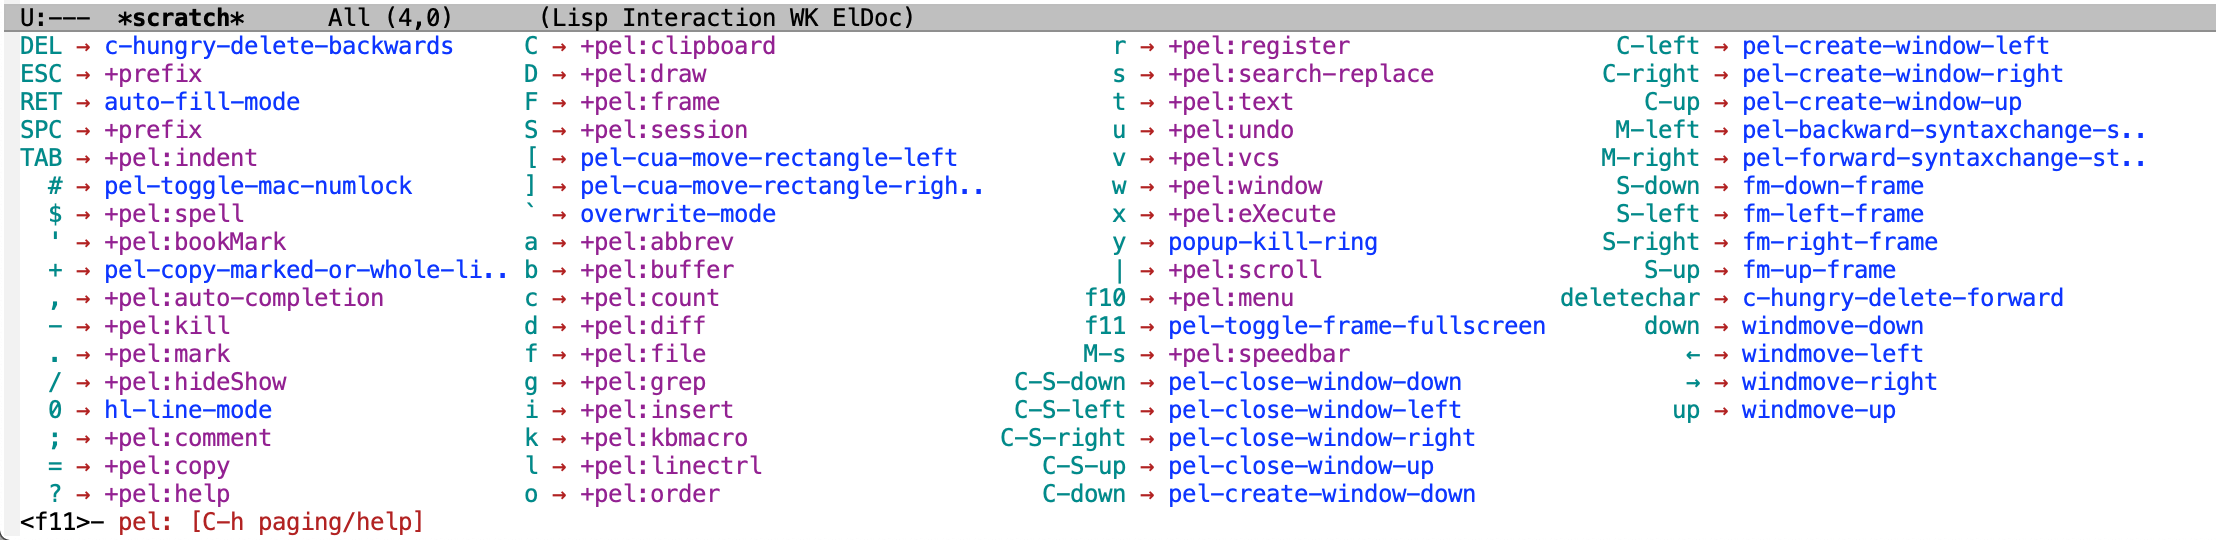 U:---  *scratch*      All (4,0)      (Lisp Interaction WK ElDoc)
DEL → c-hungry-delete-backwards   C → +pel:clipboard   r → +pel:register   C-left → pel-create-window-left
ESC → +prefix   D → +pel:draw   s → +pel:search-replace   C-right → pel-create-window-right
RET → auto-fill-mode   F → +pel:frame   t → +pel:text   C-up → pel-create-window-up
SPC → +prefix   S → +pel:session   u → +pel:undo   M-left → pel-backward-syntaxchange-s..
TAB → +pel:indent   [ → pel-cua-move-rectangle-left   v → +pel:vcs   M-right → pel-forward-syntaxchange-st..
# → pel-toggle-mac-numlock   ] → pel-cua-move-rectangle-righ..   w → +pel:window   S-down → fm-down-frame
$ → +pel:spell   ` → overwrite-mode   x → +pel:eXecute   S-left → fm-left-frame
' → +pel:bookMark   a → +pel:abbrev   y → popup-kill-ring   S-right → fm-right-frame
+ → pel-copy-marked-or-whole-li..   b → +pel:buffer   | → +pel:scroll   S-up → fm-up-frame
, → +pel:auto-completion   c → +pel:count   f10 → +pel:menu   deletechar → c-hungry-delete-forward
- → +pel:kill   d → +pel:diff   f11 → pel-toggle-frame-fullscreen   down → windmove-down
. → +pel:mark   f → +pel:file   M-s → +pel:speedbar   ← → windmove-left
/ → +pel:hideShow   g → +pel:grep   C-S-down → pel-close-window-down   → → windmove-right
0 → hl-line-mode   i → +pel:insert   C-S-left → pel-close-window-left   up → windmove-up
; → +pel:comment   k → +pel:kbmacro   C-S-right → pel-close-window-right
= → +pel:copy   l → +pel:linectrl   C-S-up → pel-close-window-up
? → +pel:help   o → +pel:order   C-down → pel-create-window-down
<f11>- pel: [C-h paging/help]